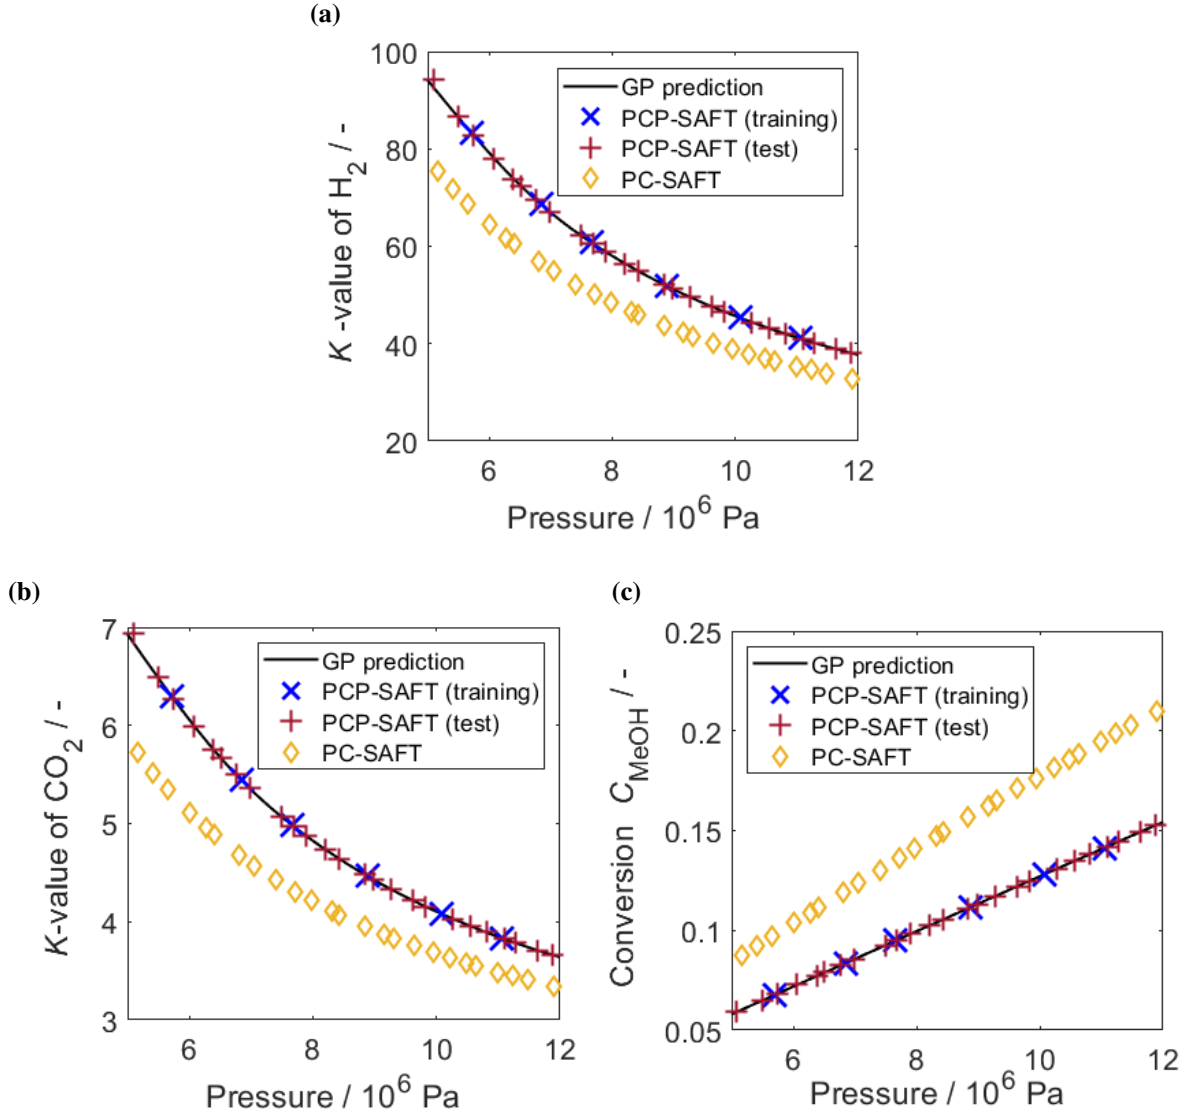 (a)
100
80
60
40
20
K -value of H2 / -
GP prediction
PCP-SAFT (training)
PCP-SAFT (test)
PC-SAFT
6 8 10 12
Pressure / 10^6 Pa
(b)
7
6
5
4
3
K-value of CO2 / -
GP prediction
PCP-SAFT (training)
PCP-SAFT (test)
PC-SAFT
6 8 10 12
Pressure / 10^6 Pa
(c)
0.25
0.2
0.15
0.1
0.05
Conversion C_MeOH / -
GP prediction
PCP-SAFT (training)
PCP-SAFT (test)
PC-SAFT
6 8 10 12
Pressure / 10^6 Pa